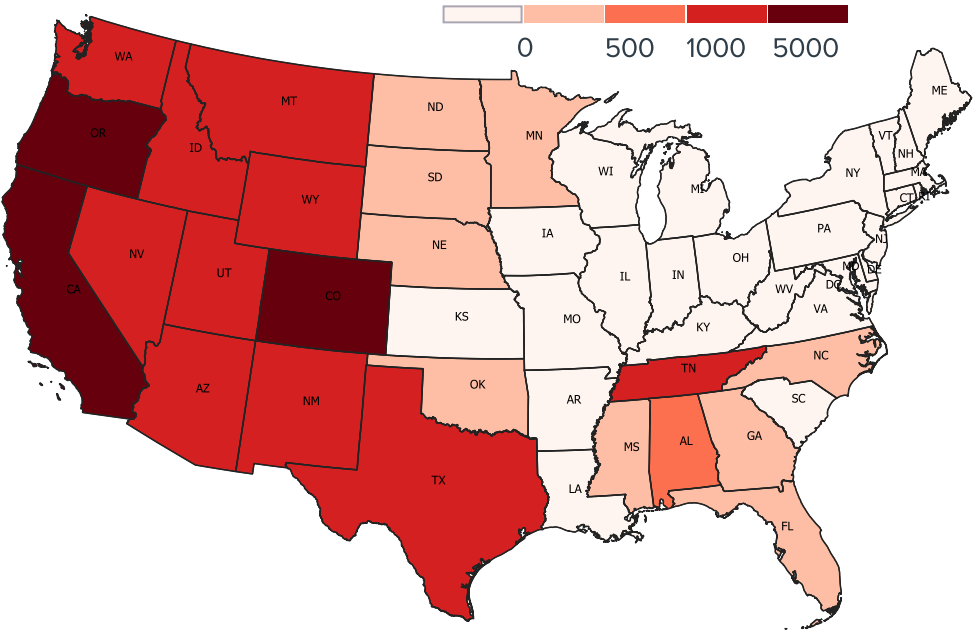 0 500 1000 5000
WA
ME
MT
ND
OR
MN
VT
ID
NH
WI
NY
MA
SD
MI
WY
CT RI
IA
PA
NE
NJ
NV
OH
UT
MD DE
IL
IN
DC
CA
CO
WV
VA
KS
MO
KY
NC
TN
AZ
OK
SC
NM
AR
GA
MS
AL
TX
LA
FL